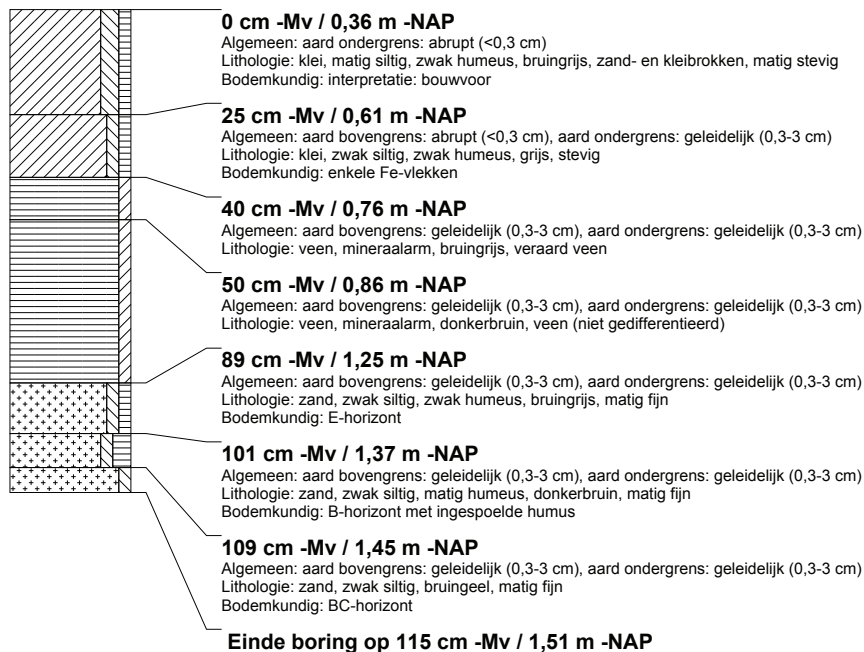 0 cm -Mv / 0,36 m -NAP
Algemeen: aard ondergrens: abrupt (<0,3 cm)
Lithologie: klei, matig siltig, zwak humeus, bruingrijs, zand- en kleibrokken, matig stevig
Bodemkundig: interpretatie: bouwvoor
25 cm -Mv / 0,61 m -NAP
Algemeen: aard bovengrens: abrupt (<0,3 cm), aard ondergrens: geleidelijk (0,3-3 cm)
Lithologie: klei, zwak siltig, zwak humeus, grijs, stevig
Bodemkundig: enkele Fe-vlekken
40 cm -Mv / 0,76 m -NAP
Algemeen: aard bovengrens: geleidelijk (0,3-3 cm), aard ondergrens: geleidelijk (0,3-3 cm)
Lithologie: veen, mineraalarm, bruingrijs, veraard veen
50 cm -Mv / 0,86 m -NAP
Algemeen: aard bovengrens: geleidelijk (0,3-3 cm), aard ondergrens: geleidelijk (0,3-3 cm)
Lithologie: veen, mineraalarm, donkerbruin, veen (niet gedifferentieerd)
89 cm -Mv / 1,25 m -NAP
Algemeen: aard bovengrens: geleidelijk (0,3-3 cm), aard ondergrens: geleidelijk (0,3-3 cm)
Lithologie: zand, zwak siltig, zwak humeus, bruingrijs, matig fijn
Bodemkundig: E-horizont
101 cm -Mv / 1,37 m -NAP
Algemeen: aard bovengrens: geleidelijk (0,3-3 cm), aard ondergrens: geleidelijk (0,3-3 cm)
Lithologie: zand, zwak siltig, matig humeus, donkerbruin, matig fijn
Bodemkundig: B-horizont met ingespoelde humus
109 cm -Mv / 1,45 m -NAP
Algemeen: aard bovengrens: geleidelijk (0,3-3 cm), aard ondergrens: geleidelijk (0,3-3 cm)
Lithologie: zand, zwak siltig, bruingeel, matig fijn
Bodemkundig: BC-horizont
Einde boring op 115 cm -Mv / 1,51 m -NAP